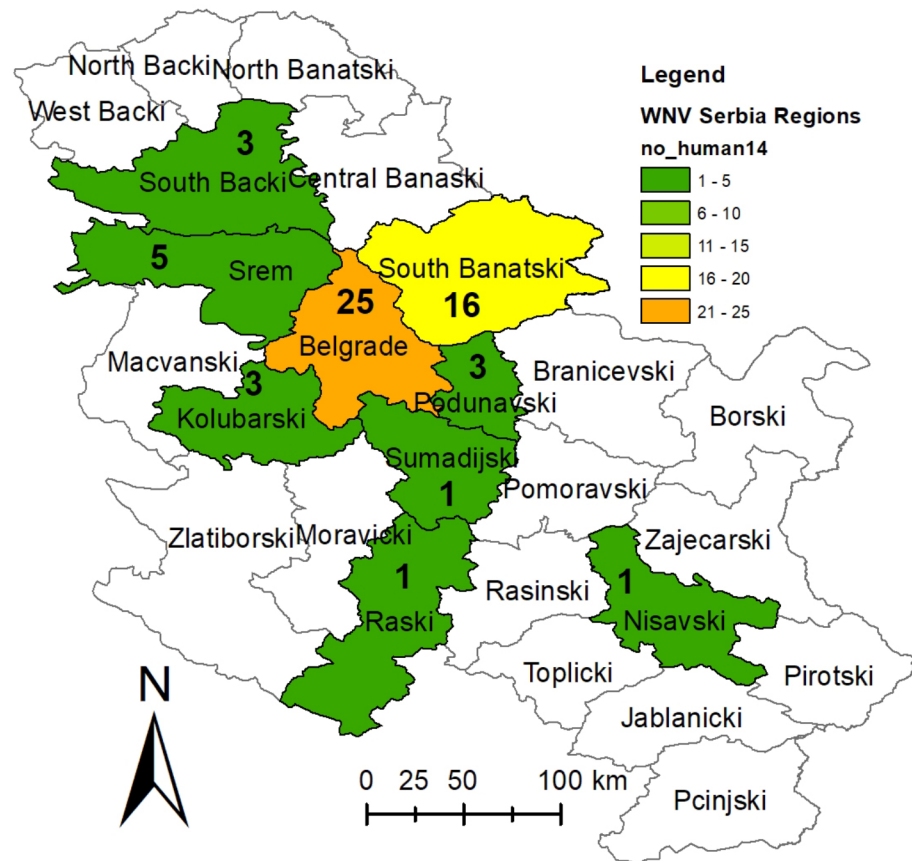 North Backi
North Banatski
West Backi
3
South Backi
Central Banaski
5
Srem
South Banatski
25
16
Belgrade
Macvanski
3
Kolubarski
3
Podunavski
Branicevski
Borski
Sumadijski
1
Pomoravski
Zlatiborski
Moravicki
Zajecarski
1
Raski
Rasinski
1
Nisavski
Toplicki
Pirotski
Jablanicki
Pcinjski
Legend
WNV Serbia Regions
no_human14
1 - 5
6 - 10
11 - 15
16 - 20
21 - 25
N
0 25 50 100 km